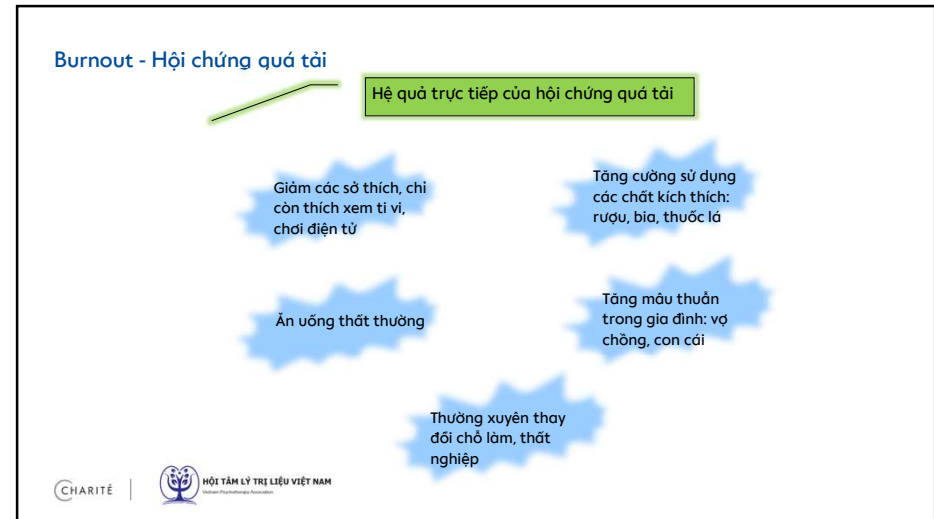 Burnout - Hội chứng quá tải
Hệ quả trực tiếp của hội chứng quá tải
Giảm các sở thích, chỉ
còn thích xem ti vi,
chơi điện tử
Tăng cường sử dụng
các chất kích thích:
rượu, bia, thuốc lá
Ăn uống thất thường
Tăng mâu thuẫn
trong gia đình: vợ
chồng, con cái
Thường xuyên thay
đổi chỗ làm, thất
nghiệp
CHARITÉ
HỘI TÂM LÝ TRỊ LIỆU VIỆT NAM
Vietnam Psychotherapy Association